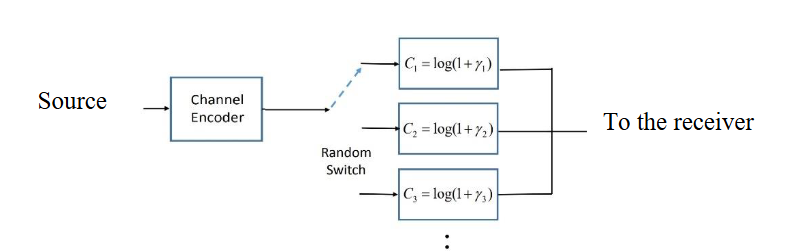 Source
Channel
Encoder
Random
Switch
C₁ = log(1+γ₁)
C₂ = log(1+γ₂)
C₃ = log(1+γ₃)
⋮
To the receiver